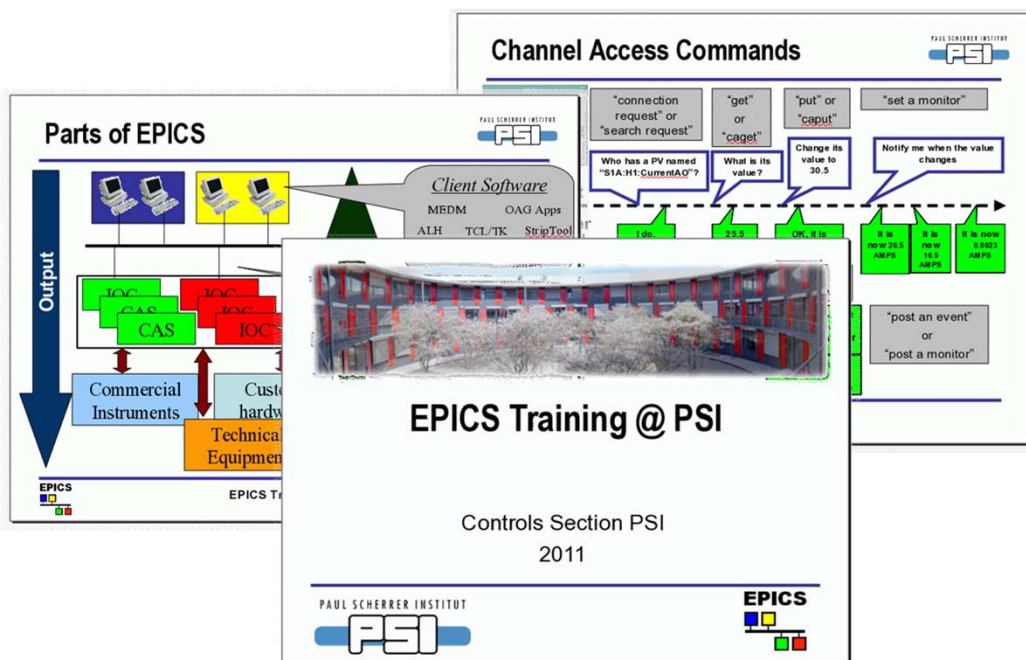 Channel Access Commands
PAUL SCHERRER INSTITUT
PSI
“connection
request” or
“search request”
“get”
or
“caget”
“put” or
“caput”
“set a monitor”
Who has a PV named
“S1A:H1:CurrentAO”?
What is its
value?
Change its
value to
30.5
Notify me when the value
changes
I do.
25.5
OK, it is
It is
now 20.5
AMPS
It is
now
10.5
AMPS
It is now
0.0023
AMPS
“post an event”
or
“post a monitor”
Parts of EPICS
PAUL SCHERRER INSTITUT
PSI
Output
Client Software
MEDM OAG Apps
ALH TCL/TK StripTool
IOC
CAS
CAS
IOC
IOC
IOC
Commercial
Instruments
Technical
EPICS
EPICS Training @ PSI
Controls Section PSI
2011
PAUL SCHERRER INSTITUT
PSI
EPICS